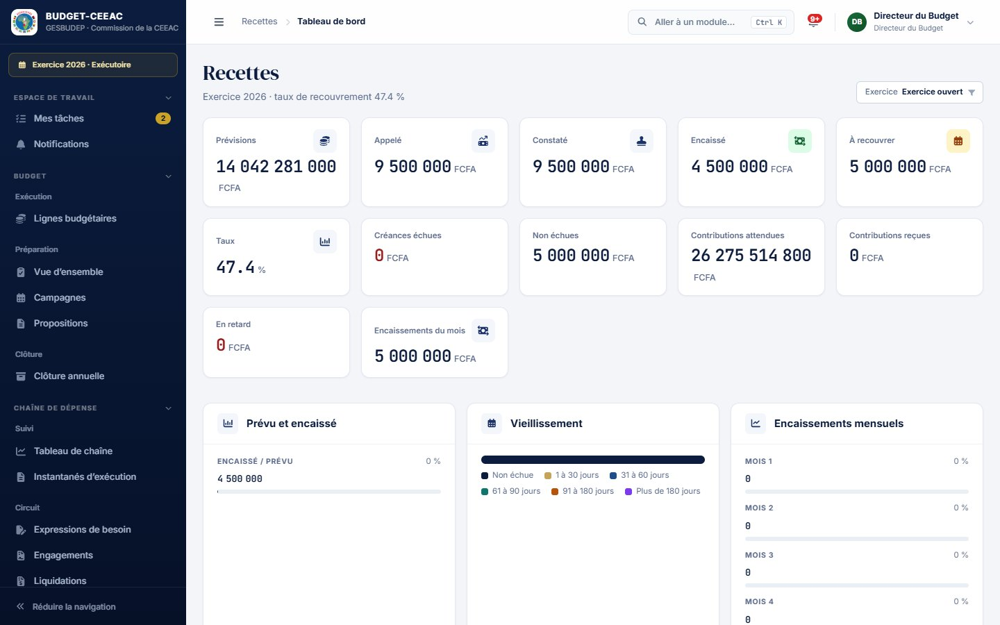 BUDGET-CEEAC
GESBUDEP · Commission de la CEEAC
Recettes
Tableau de bord
Aller à un module...
Ctrl K
9+
DB
Directeur du Budget
Directeur du Budget
Exercice 2026 · Exécutoire
ESPACE DE TRAVAIL
Mes tâches
2
Notifications
BUDGET
Exécution
Lignes budgétaires
Préparation
Vue d'ensemble
Campagnes
Propositions
Clôture
Clôture annuelle
CHAÎNE DE DÉPENSE
Suivi
Tableau de chaîne
Instantanés d'exécution
Circuit
Expressions de besoin
Engagements
Liquidations
Réduire la navigation
Recettes
Exercice 2026 · taux de recouvrement 47.4 %
Exercice Exercice ouvert
Prévisions
14 042 281 000
FCFA
Appelé
9 500 000 FCFA
Constaté
9 500 000 FCFA
Encaissé
4 500 000 FCFA
À recouvrer
5 000 000 FCFA
Taux
47.4 %
Créances échues
0 FCFA
Non échues
5 000 000 FCFA
Contributions attendues
26 275 514 800
FCFA
Contributions reçues
0 FCFA
En retard
0 FCFA
Encaissements du mois
5 000 000 FCFA
Prévu et encaissé
ENCAISSÉ / PRÉVU 0 %
4 500 000
Vieillissement
Non échue 1 à 30 jours 31 à 60 jours
61 à 90 jours 91 à 180 jours Plus de 180 jours
Encaissements mensuels
MOIS 1 0 %
0
MOIS 2 0 %
0
MOIS 3 0 %
0
MOIS 4 0 %
0